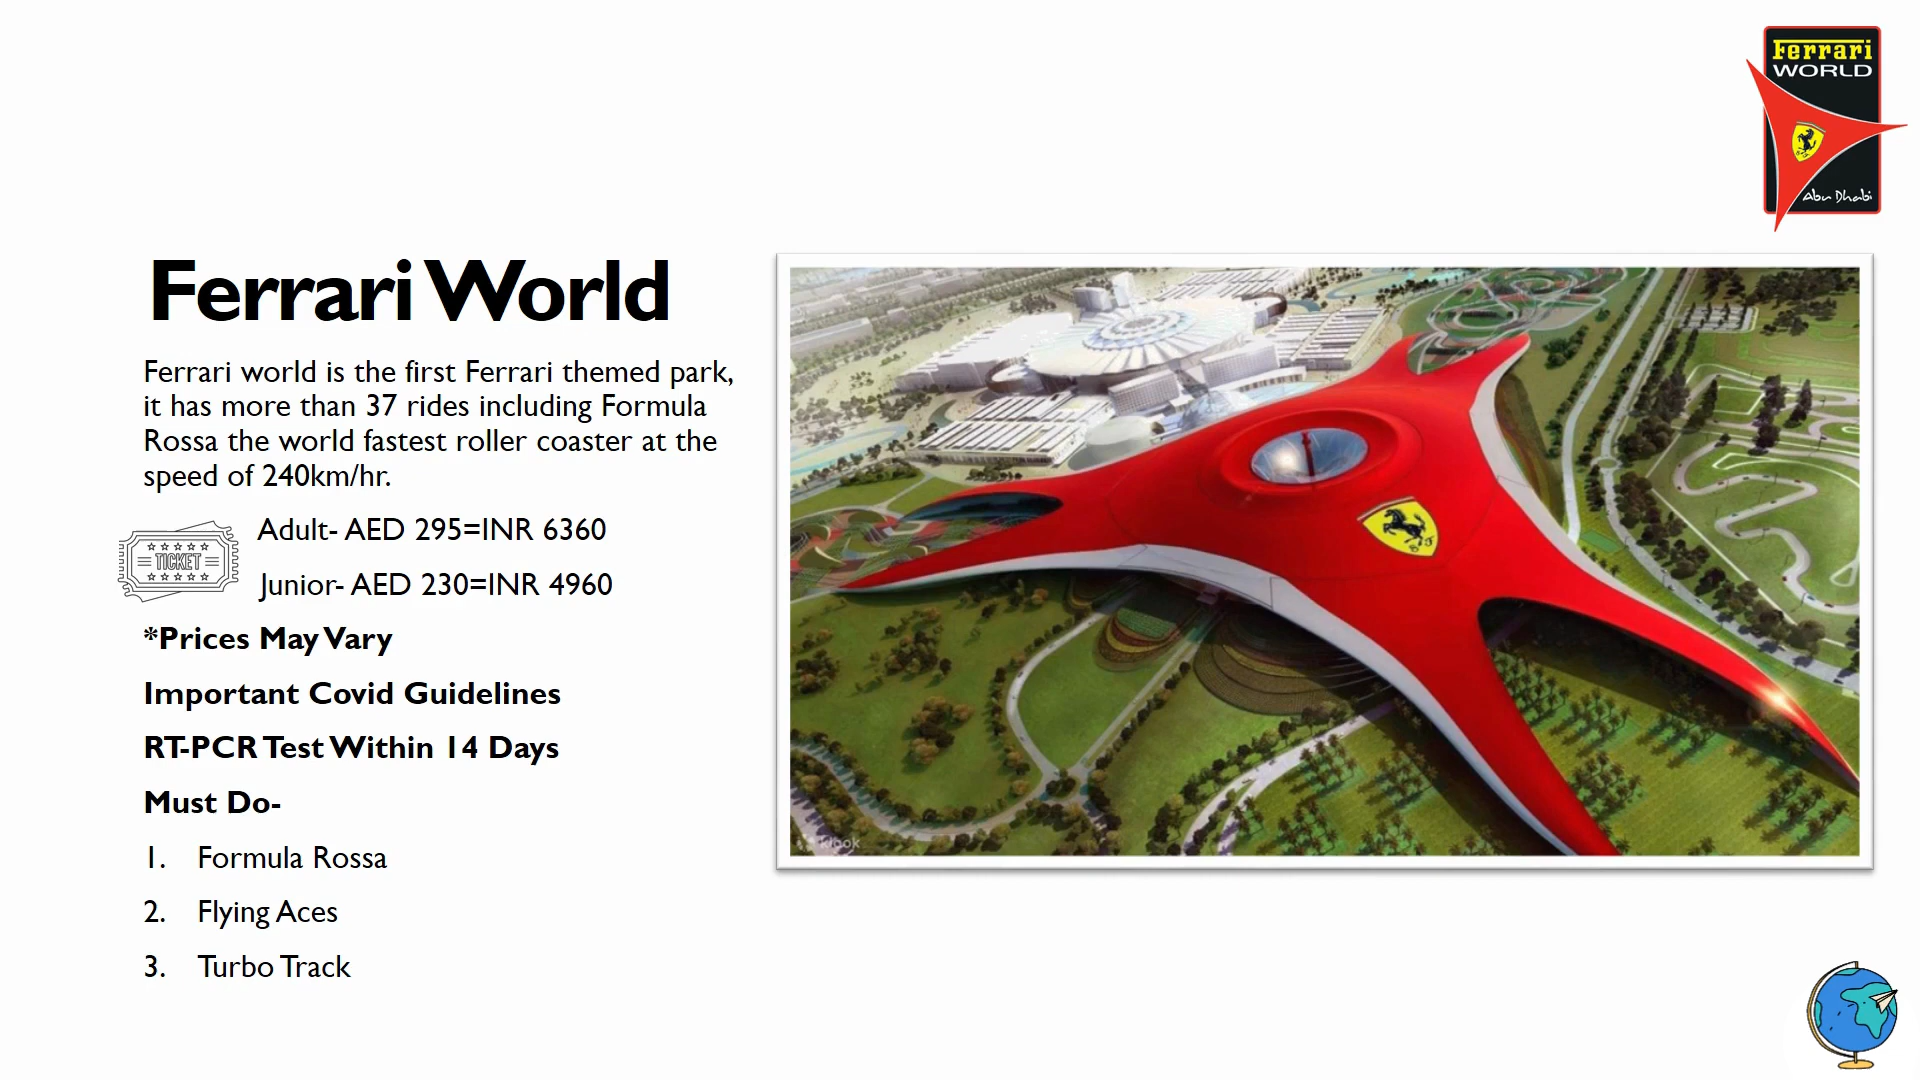 Ferrari
WORLD
Abu Dhabi
Ferrari World
Ferrari world is the first Ferrari themed park,
it has more than 37 rides including Formula
Rossa the world fastest roller coaster at the
speed of 240km/hr.
TICKET
Adult- AED 295=INR 6360
Junior- AED 230=INR 4960
*Prices May Vary
Important Covid Guidelines
RT-PCR Test Within 14 Days
Must Do-
1. Formula Rossa
2. Flying Aces
3. Turbo Track
klook